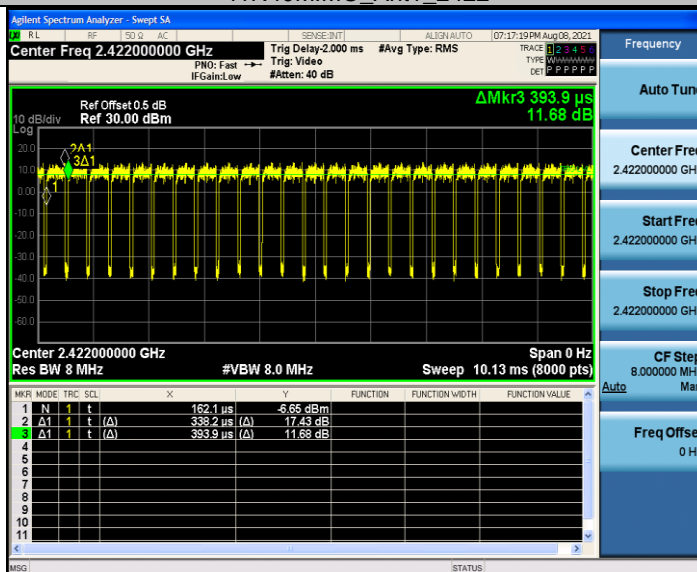 Agilent Spectrum Analyzer - Swept SA
RL RF 50 Ω AC SENSE:INT ALIGN AUTO 07:17:19 PM Aug 08, 2021
Center Freq 2.422000000 GHz
PNO: Fast
IFGain:Low
Trig Delay-2.000 ms
Trig: Video
#Atten: 40 dB
#Avg Type: RMS
TRACE 1 2 3 4 5 6
TYPE W
DET P P P P P P
Frequency
Auto Tun
Center Fre
2.422000000 GH
Start Fre
2.422000000 GH
Stop Fre
2.422000000 GH
CF Step
8.000000 MH
Auto Ma
Freq Offse
0 H
ΔMkr3 393.9 µs
11.68 dB
Ref Offset 0.5 dB
10 dB/div Ref 30.00 dBm
Log
20.0
10.0
0.00
-10.0
-20.0
-30.0
-40.0
-50.0
-60.0
2Δ1
3Δ1
1
Center 2.422000000 GHz Span 0 Hz
Res BW 8 MHz #VBW 8.0 MHz Sweep 10.13 ms (8000 pts)
MKR MODE TRC SCL X Y FUNCTION FUNCTION WIDTH FUNCTION VALUE
1 N 1 t 162.1 µs -6.65 dBm
2 Δ1 1 t (Δ) 338.2 µs (Δ) 17.43 dB
3 Δ1 1 t (Δ) 393.9 µs (Δ) 11.68 dB
4
5
6
7
8
9
10
11
MSG STATUS